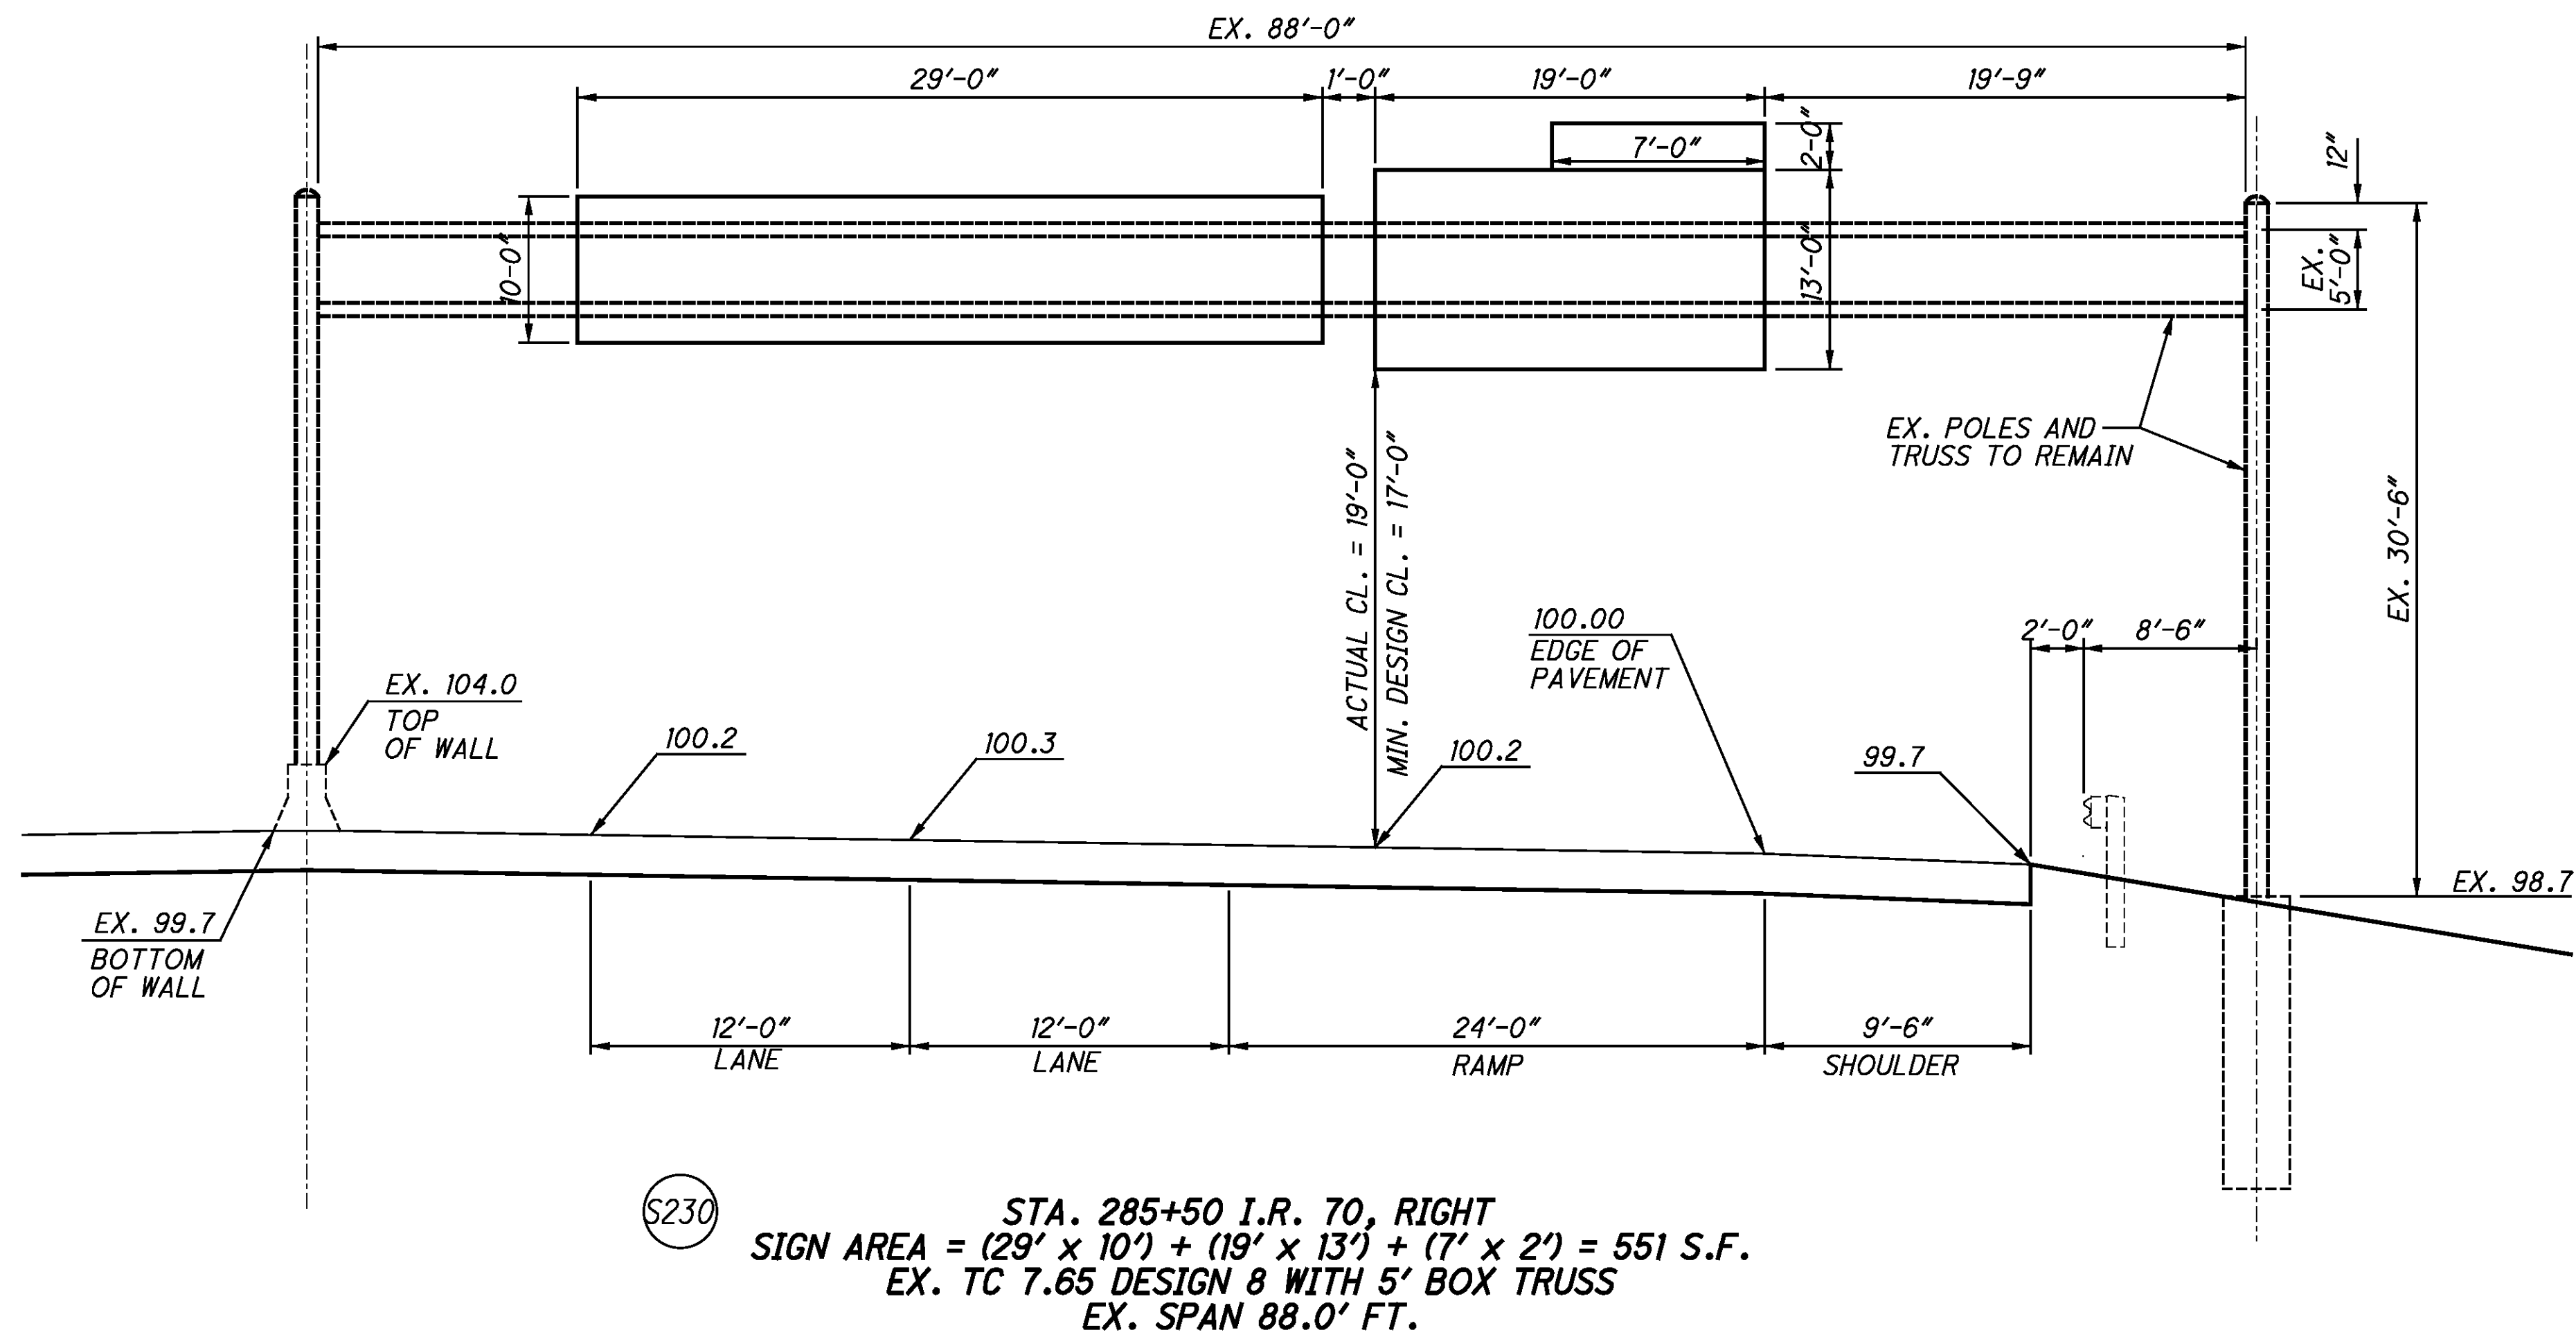 EX. 88'-0"
29'-0"
1'-0"
19'-0"
19'-9"
7'-0"
2-0"
12"
10-0"
13'-0"
EX.
5'-0"
EX. POLES AND
TRUSS TO REMAIN
EX. 30'-6"
ACTUAL CL. = 19'-0"
MIN. DESIGN CL. = 17'-0"
100.00
EDGE OF
PAVEMENT
2'-0"
8'-6"
EX. 104.0
TOP
OF WALL
100.2
100.3
100.2
99.7
EX. 98.7
EX. 99.7
BOTTOM
OF WALL
12'-0"
LANE
12'-0"
LANE
24'-0"
RAMP
9'-6"
SHOULDER
S230
STA. 285+50 I.R. 70, RIGHT
SIGN AREA = (29' x 10') + (19' x 13') + (7' x 2') = 551 S.F.
EX. TC 7.65 DESIGN 8 WITH 5' BOX TRUSS
EX. SPAN 88.0' FT.